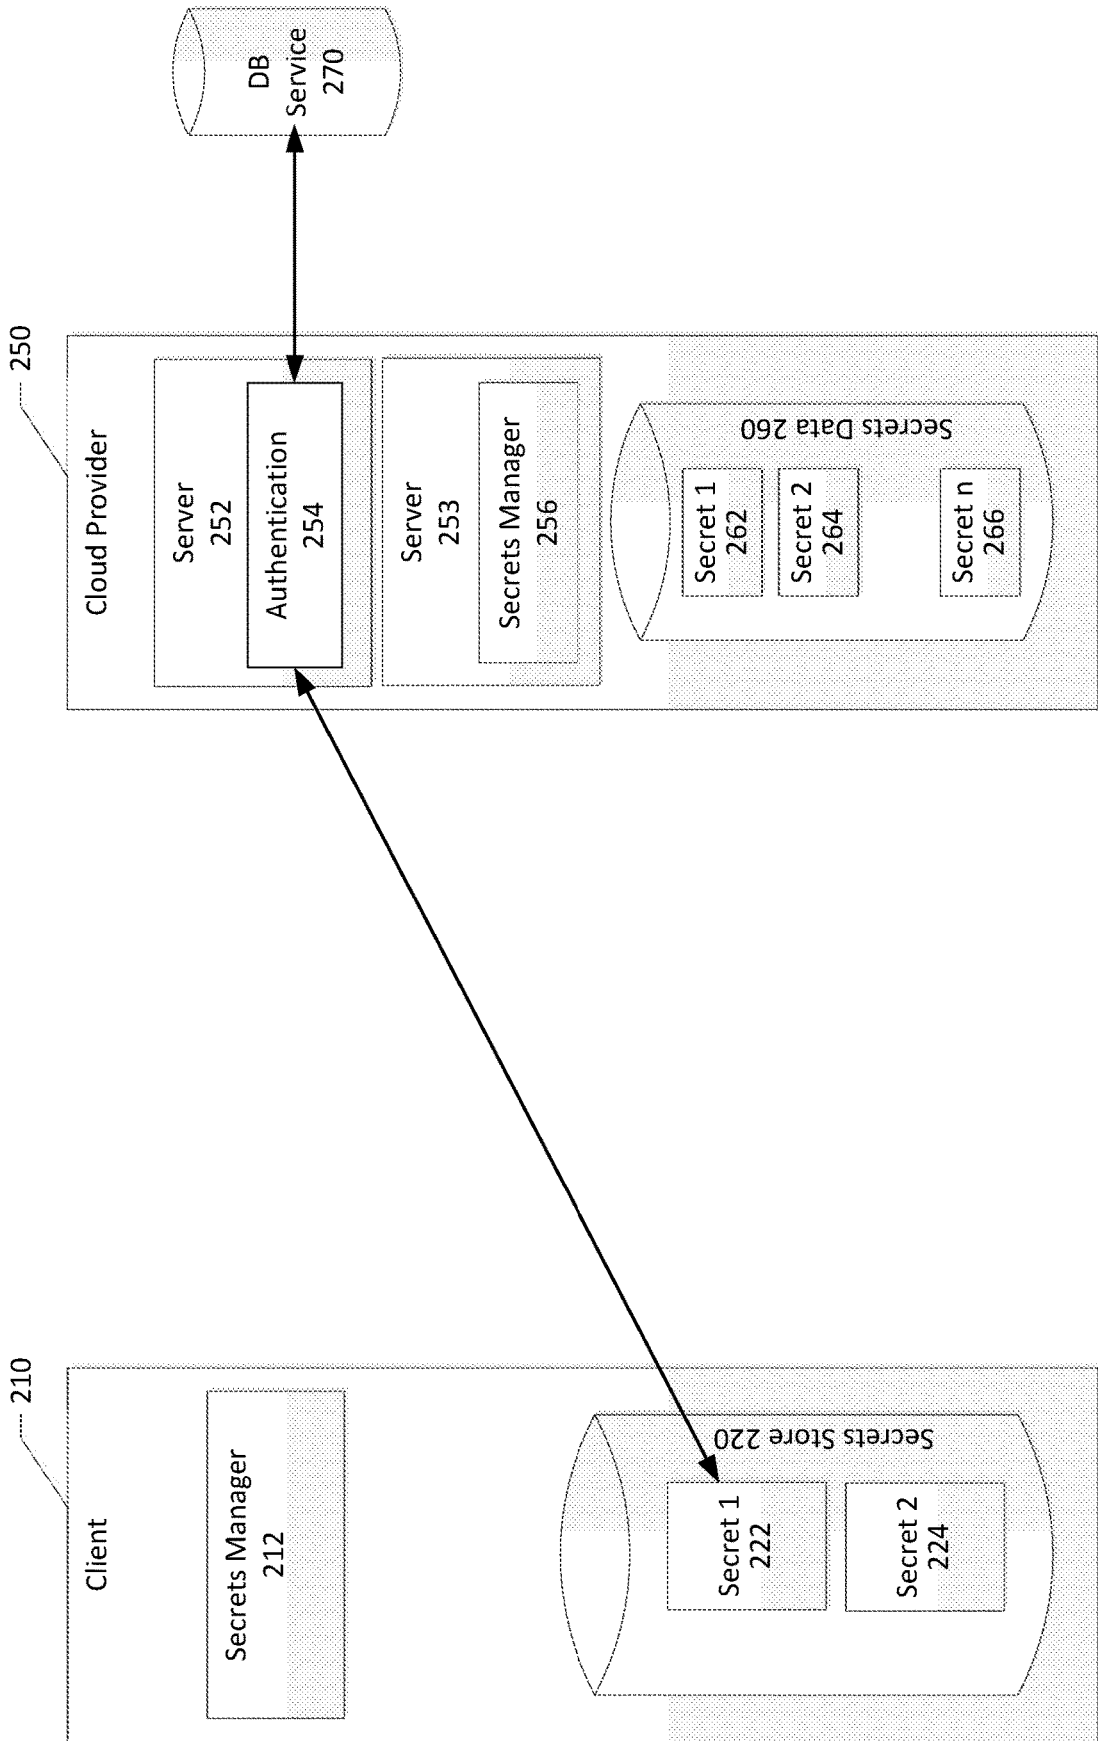 210
Client
Secrets Manager
212
Secrets Store 220
Secret 1
222
Secret 2
224
250
Cloud Provider
Server
252
Authentication
254
Server
253
Secrets Manager
256
Secrets Data 260
Secret 1
262
Secret 2
264
Secret n
266
DB
Service
270